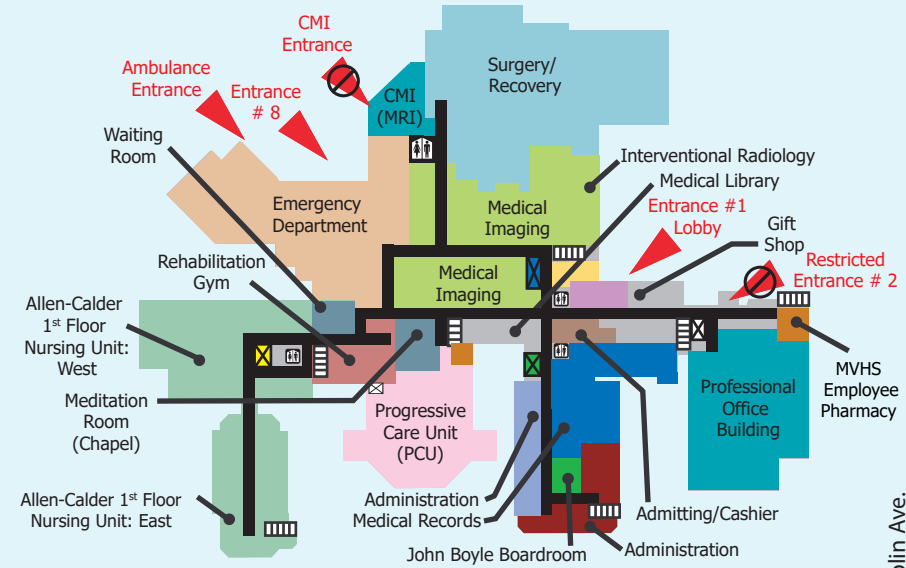 CMI
Entrance
Surgery/
Recovery
Ambulance
Entrance
Entrance
# 8
CMI
(MRI)
Waiting
Room
Interventional Radiology
Medical Library
Emergency
Department
Medical
Imaging
Entrance #1
Lobby
Gift
Shop
Rehabilitation
Gym
Medical
Imaging
Restricted
Entrance # 2
Allen-Calder
1st Floor
Nursing Unit:
West
MVHS
Employee
Pharmacy
Meditation
Room
(Chapel)
Progressive
Care Unit
(PCU)
Professional
Office
Building
Allen-Calder 1st Floor
Nursing Unit: East
Administration
Medical Records
Admitting/Cashier
John Boyle Boardroom
Administration
Ave.